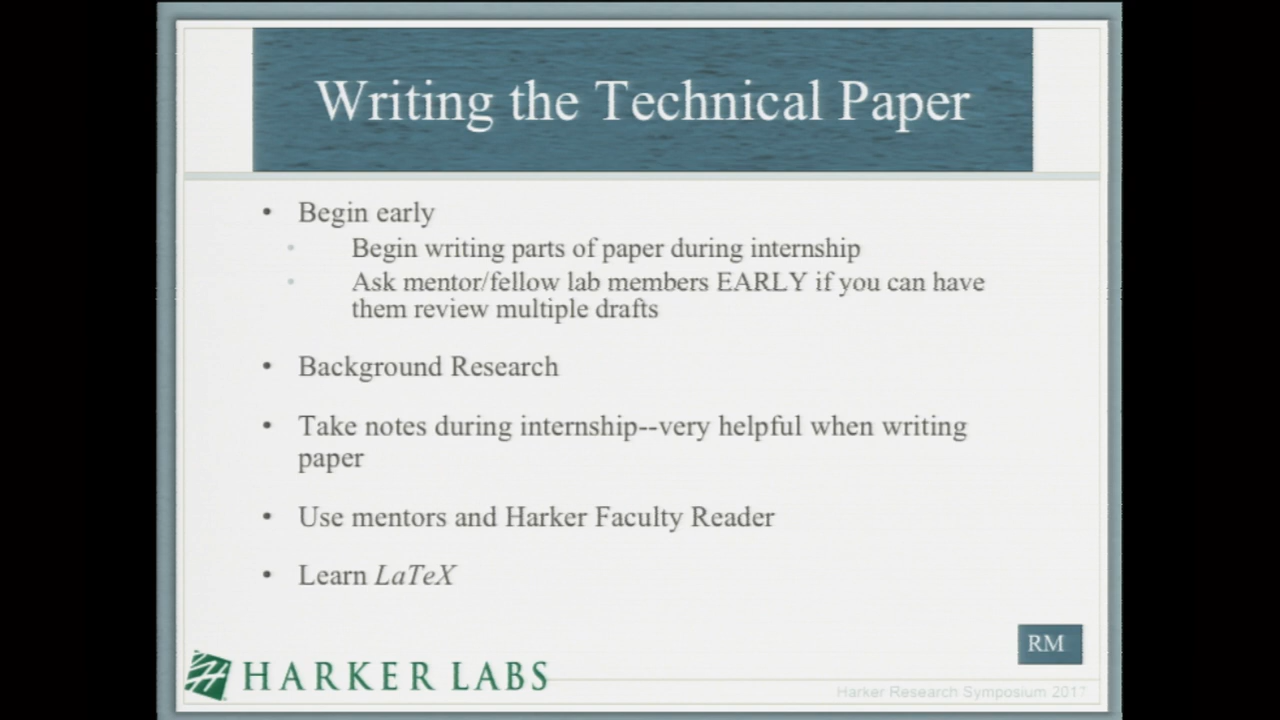 Writing the Technical Paper
• Begin early
• Begin writing parts of paper during internship
• Ask mentor/fellow lab members EARLY if you can have
them review multiple drafts
• Background Research
• Take notes during internship--very helpful when writing
paper
• Use mentors and Harker Faculty Reader
• Learn LaTeX
RM
HARKER LABS
Harker Research Symposium 2017